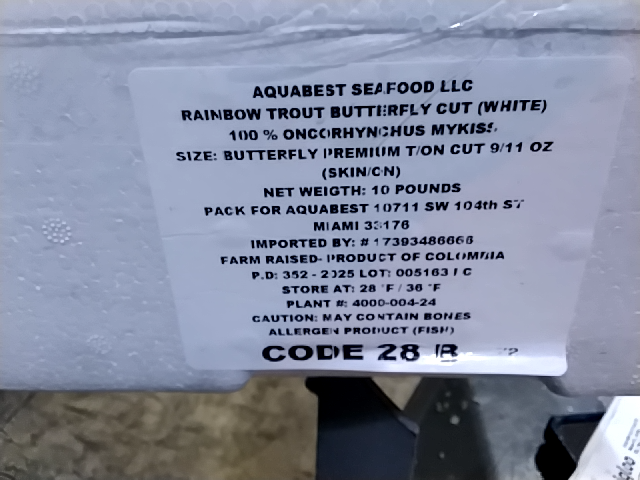 AQUABEST SEAFOOD LLC
RAINBOW TROUT BUTTERFLY CUT (WHITE)
100 % ONCORHYNCHUS MYKISS.
SIZE: BUTTERFLY PREMIUM T/ON CUT 9/11 OZ
(SKIN/ON)
NET WEIGTH: 10 POUNDS
PACK FOR AQUABEST 10711 SW 104th ST
MIAMI 33176
IMPORTED BY: # 17393486666
FARM RAISED- PRODUCT OF COLOMBIA
P.D: 352 - 2025 LOT: 005163 / C
STORE AT: 28 °F / 36 °F
PLANT #: 4000-004-24
CAUTION: MAY CONTAIN BONES
ALLERGEN PRODUCT (FISH)
CODE 28 B